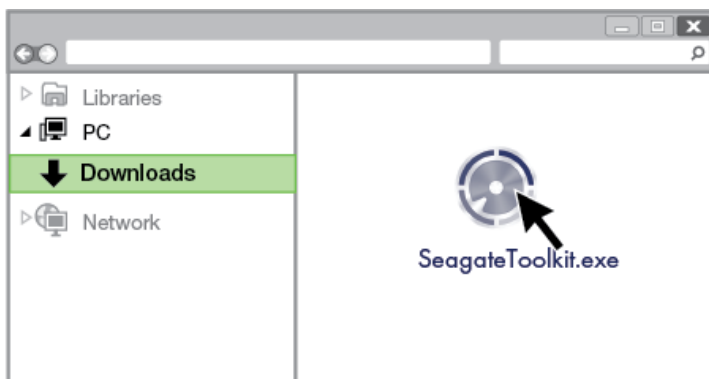 Libraries
PC
Downloads
Network
SeagateToolkit.exe